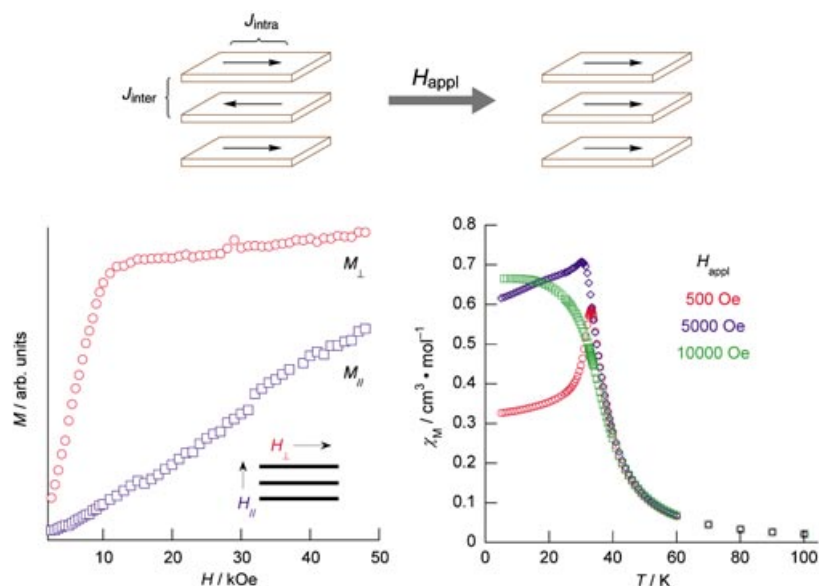 J_intra
J_inter
H_appl
M / arb. units
M_⊥
M_//
H_⊥
H_//
10 20 30 40 50
H / kOe
χ_M / cm³ • mol⁻¹
0.8
0.7
0.6
0.5
0.4
0.3
0.2
0.1
0
H_appl
500 Oe
5000 Oe
10000 Oe
0 20 40 60 80 100
T / K